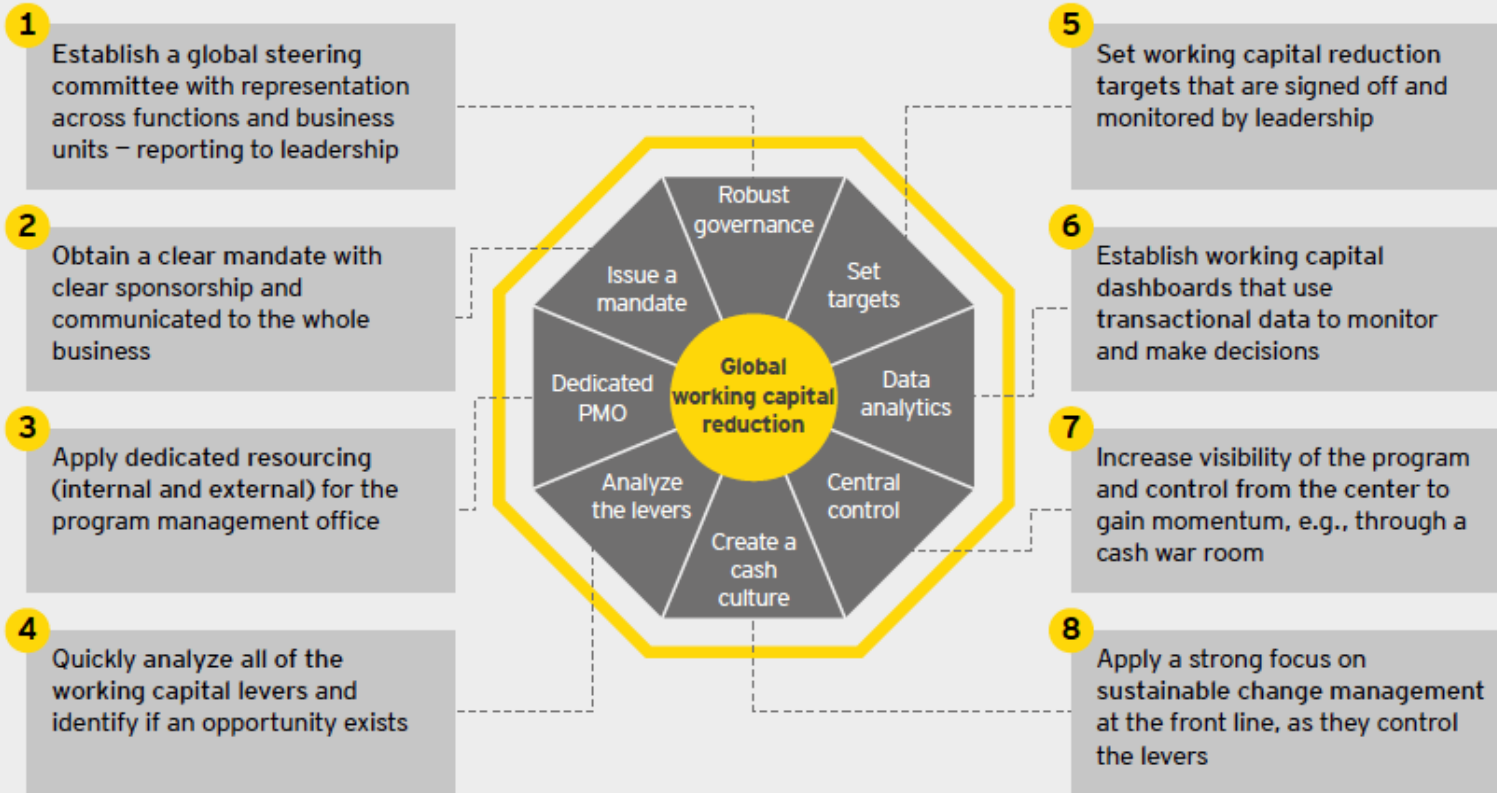 1
Establish a global steering
committee with representation
across functions and business
units – reporting to leadership
2
Obtain a clear mandate with
clear sponsorship and
communicated to the whole
business
3
Apply dedicated resourcing
(internal and external) for the
program management office
4
Quickly analyze all of the
working capital levers and
identify if an opportunity exists
Robust
governance
Issue a
mandate
Set
targets
Dedicated
PMO
Global
working capital
reduction
Data
analytics
Analyze
the levers
Central
control
Create a
cash
culture
5
Set working capital reduction
targets that are signed off and
monitored by leadership
6
Establish working capital
dashboards that use
transactional data to monitor
and make decisions
7
Increase visibility of the program
and control from the center to
gain momentum, e.g., through a
cash war room
8
Apply a strong focus on
sustainable change management
at the front line, as they control
the levers